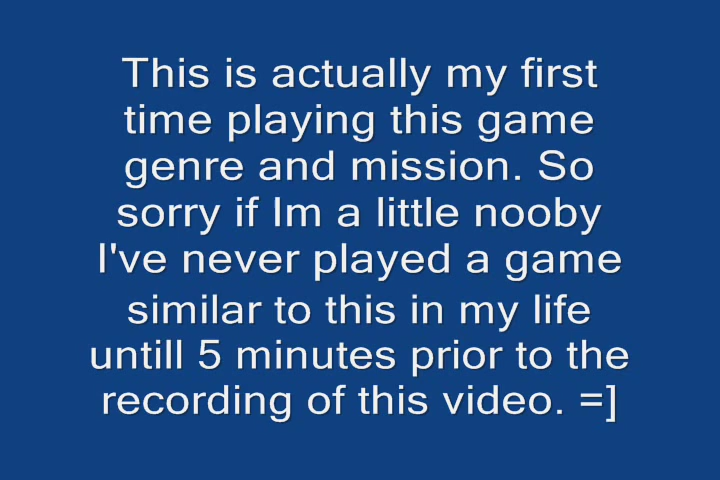 This is actually my first
time playing this game
genre and mission. So
sorry if Im a little nooby
I've never played a game
similar to this in my life
untill 5 minutes prior to the
recording of this video. =]